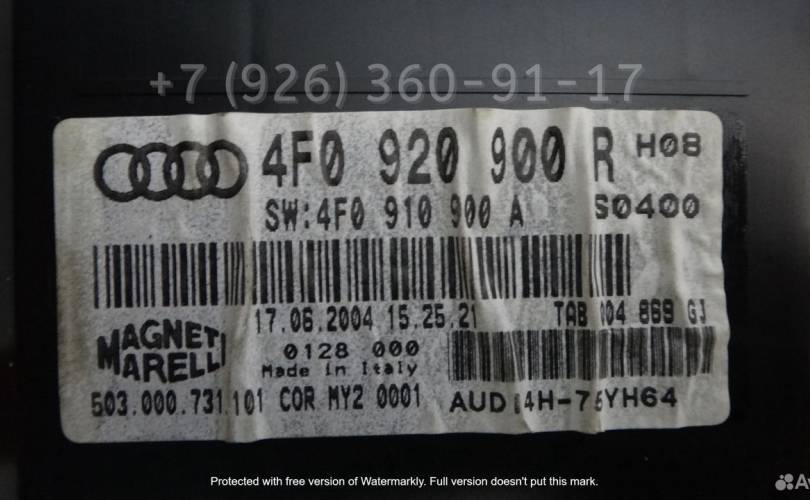 +7 (926) 360-91-17
4F0 920 900 R H08
SW:4F0 910 900 A S0400
17.06.2004 15.25.21 TAB 004 869 GJ
MAGNETI
MARELLI
0128 000
Made in Italy
503.000.731.101 COR MY2 0001
Protected with free version of Watermarkly. Full version doesn't put this mark.